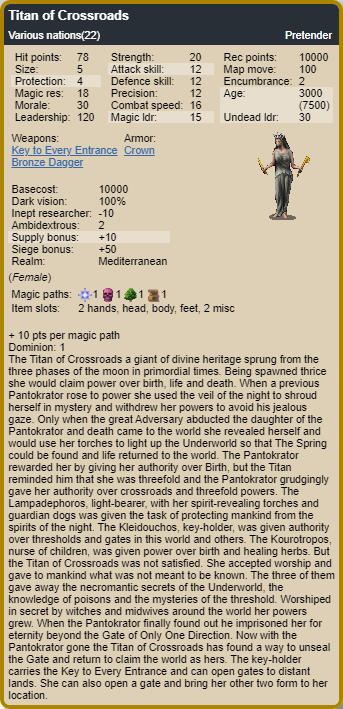 Titan of Crossroads
Various nations(22) Pretender
Hit points: 78 Strength: 20 Rec points: 10000
Size: 5 Attack skill: 12 Map move: 100
Protection: 4 Defence skill: 12 Encumbrance: 2
Magic res: 18 Precision: 12 Age: 3000
Morale: 30 Combat speed: 16 (7500)
Leadership: 120 Magic ldr: 15 Undead ldr: 30
Weapons: Armor:
Key to Every Entrance Crown
Bronze Dagger
Basecost: 10000
Dark vision: 100%
Inept researcher: -10
Ambidextrous: 2
Supply bonus: +10
Siege bonus: +50
Realm: Mediterranean
(Female)
Magic paths: 1 1 1 1
Item slots: 2 hands, head, body, feet, 2 misc
+ 10 pts per magic path
Dominion: 1
The Titan of Crossroads a giant of divine heritage sprung from the
three phases of the moon in primordial times. Being spawned thrice
she would claim power over birth, life and death. When a previous
Pantokrator rose to power she used the veil of the night to shroud
herself in mystery and withdrew her powers to avoid his jealous
gaze. Only when the great Adversary abducted the daughter of the
Pantokrator and death came to the world she revealed herself and
would use her torches to light up the Underworld so that The Spring
could be found and life returned to the world. The Pantokrator
rewarded her by giving her authority over Birth, but the Titan
reminded him that she was threefold and the Pantokrator grudgingly
gave her authority over crossroads and threefold powers. The
Lampadephoros, light-bearer, with her spirit-revealing torches and
guardian dogs was given the task of protecting mankind from the
spirits of the night. The Kleidouchos, key-holder, was given authority
over thresholds and gates in this world and others. The Kourotropos,
nurse of children, was given power over birth and healing herbs. But
the Titan of Crossroads was not satisfied. She accepted worship and
gave to mankind what was not meant to be known. The three of them
gave away the necromantic secrets of the Underworld, the
knowledge of poisons and the mysteries of the threshold. Worshiped
in secret by witches and midwives around the world her powers
grew. When the Pantokrator finally found out he imprisoned her for
eternity beyond the Gate of Only One Direction. Now with the
Pantokrator gone the Titan of Crossroads has found a way to unseal
the Gate and return to claim the world as hers. The key-holder
carries the Key to Every Entrance and can open gates to distant
lands. She can also open a gate and bring her other two form to her
location.